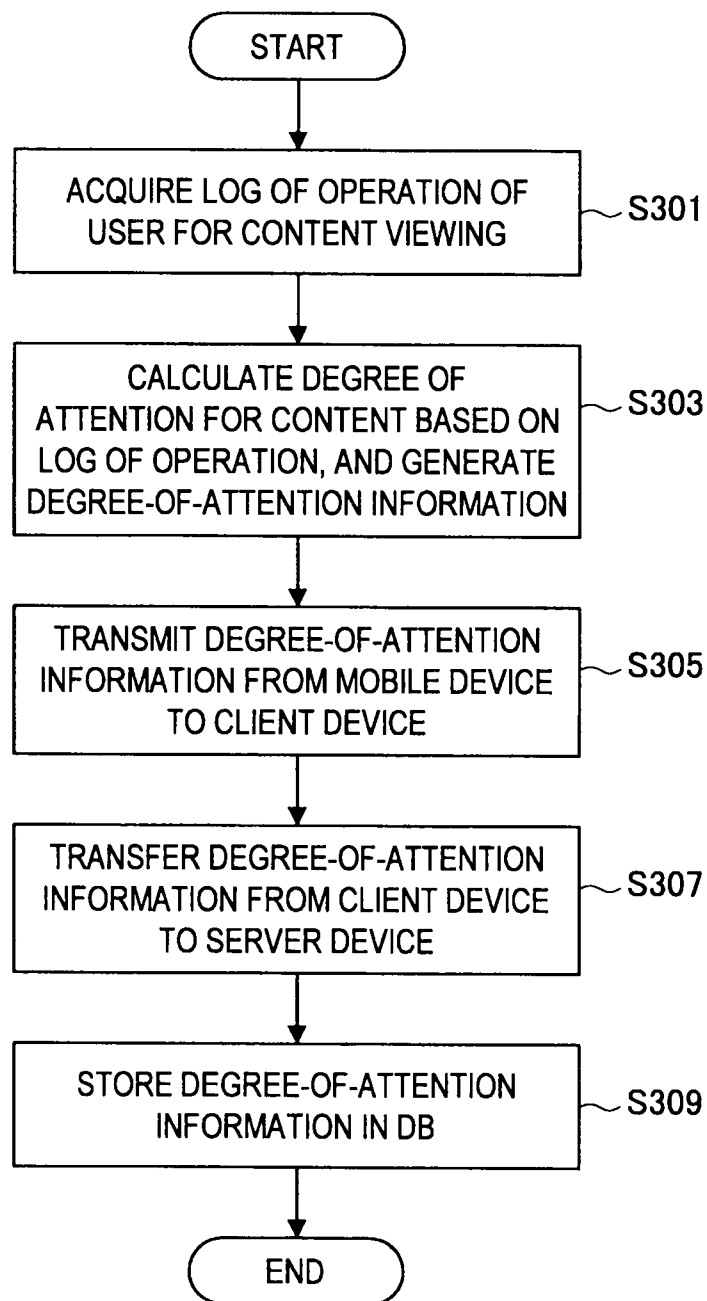 START
ACQUIRE LOG OF OPERATION OF
USER FOR CONTENT VIEWING
S301
CALCULATE DEGREE OF
ATTENTION FOR CONTENT BASED ON
LOG OF OPERATION, AND GENERATE
DEGREE-OF-ATTENTION INFORMATION
S303
TRANSMIT DEGREE-OF-ATTENTION
INFORMATION FROM MOBILE DEVICE
TO CLIENT DEVICE
S305
TRANSFER DEGREE-OF-ATTENTION
INFORMATION FROM CLIENT DEVICE
TO SERVER DEVICE
S307
STORE DEGREE-OF-ATTENTION
INFORMATION IN DB
S309
END